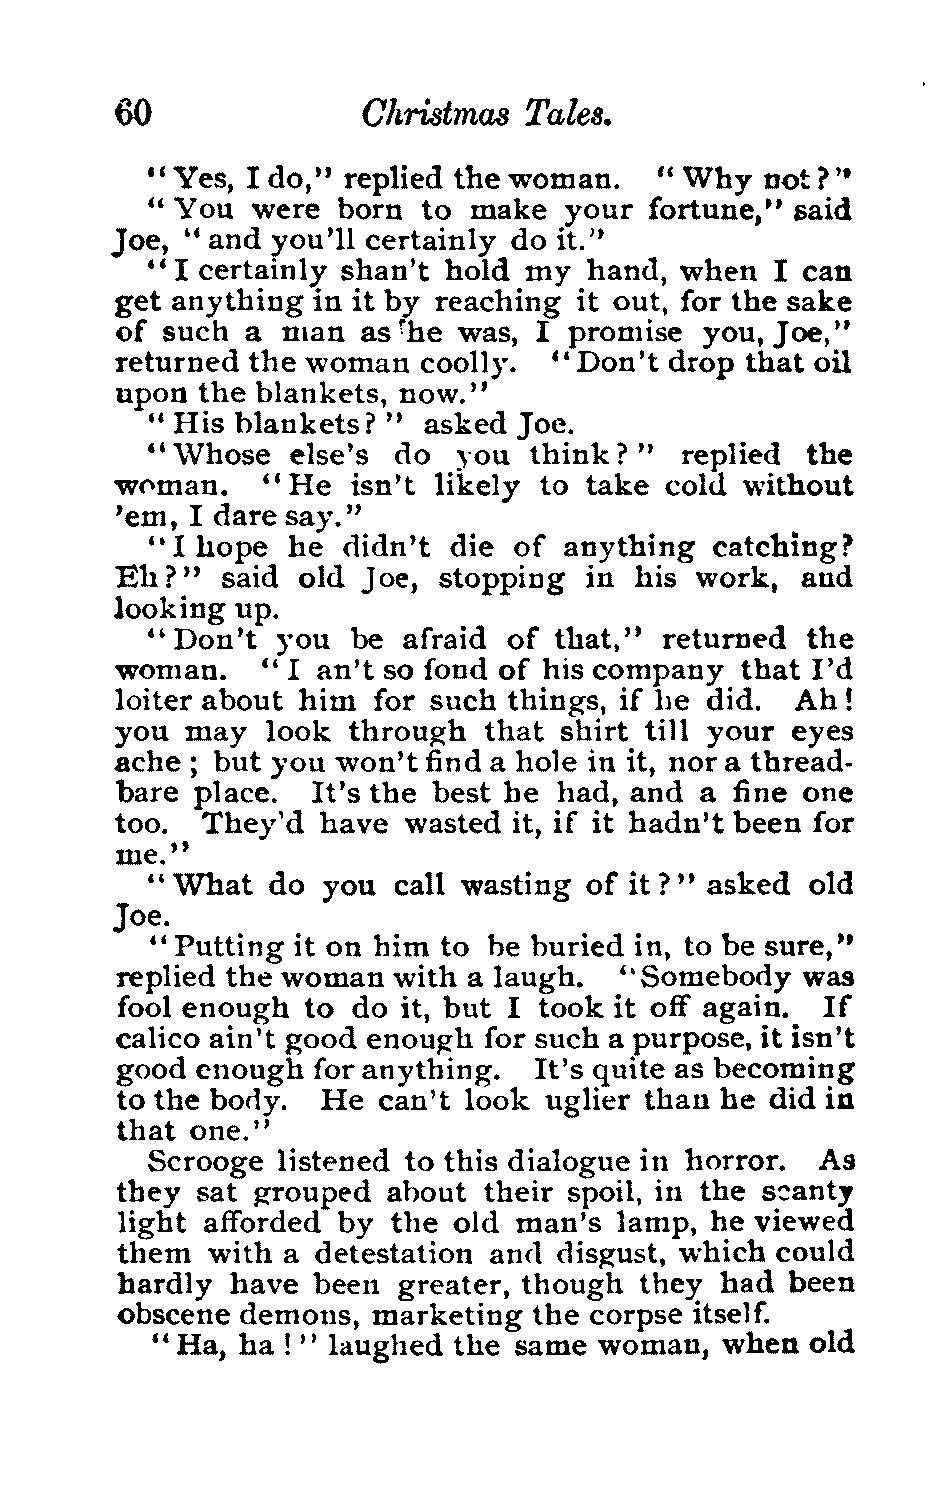 60 Christmas Tales.
"Yes, I do," replied the woman. "Why not?"
"You were born to make your fortune," said
Joe, "and you'll certainly do it."
"I certainly shan't hold my hand, when I can
get anything in it by reaching it out, for the sake
of such a man as he was, I promise you, Joe,"
returned the woman coolly. "Don't drop that oil
upon the blankets, now."
"His blankets?" asked Joe.
"Whose else's do you think?" replied the
woman. "He isn't likely to take cold without
'em, I dare say."
"I hope he didn't die of anything catching?
Eh?" said old Joe, stopping in his work, and
looking up.
"Don't you be afraid of that," returned the
woman. "I an't so fond of his company that I'd
loiter about him for such things, if he did. Ah!
you may look through that shirt till your eyes
ache; but you won't find a hole in it, nor a thread-
bare place. It's the best he had, and a fine one
too. They'd have wasted it, if it hadn't been for
me."
"What do you call wasting of it?" asked old
Joe.
"Putting it on him to be buried in, to be sure,"
replied the woman with a laugh. "Somebody was
fool enough to do it, but I took it off again. If
calico ain't good enough for such a purpose, it isn't
good enough for anything. It's quite as becoming
to the body. He can't look uglier than he did in
that one."
Scrooge listened to this dialogue in horror. As
they sat grouped about their spoil, in the scanty
light afforded by the old man's lamp, he viewed
them with a detestation and disgust, which could
hardly have been greater, though they had been
obscene demons, marketing the corpse itself.
"Ha, ha!" laughed the same woman, when old